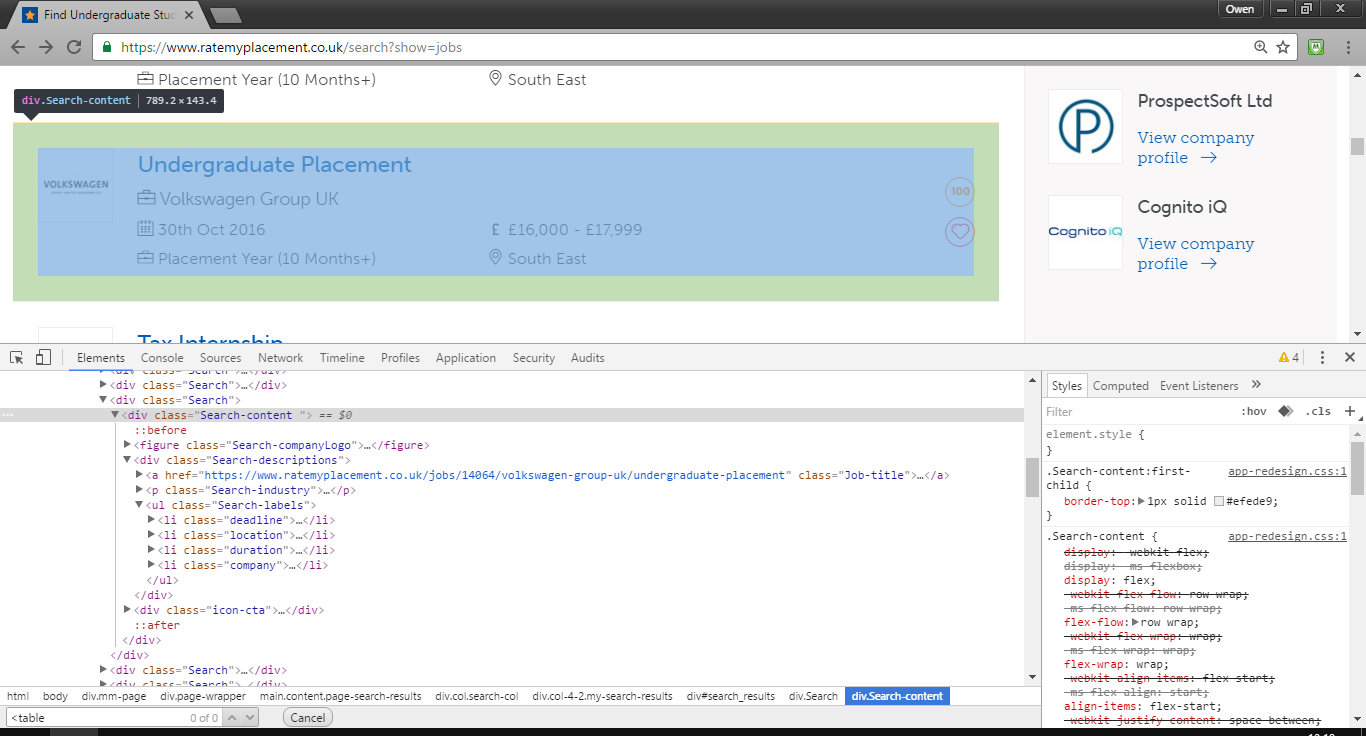 Find Undergraduate Stud
Owen
https://www.ratemyplacement.co.uk/search?show=jobs
Placement Year (10 Months+) South East
div.Search-content 789.2 × 143.4
VOLKSWAGEN
Undergraduate Placement
Volkswagen Group UK
100
30th Oct 2016 £ £16,000 - £17,999
Placement Year (10 Months+) South East
Tax Internship
P
ProspectSoft Ltd
View company
profile →
Cognito iQ
Cognito iQ
View company
profile →
Elements Console Sources Network Timeline Profiles Application Security Audits 4
<div class="Search">…</div>
<div class="Search">…</div>
<div class="Search">
<div class="Search-content "> == $0
::before
<figure class="Search-companyLogo">…</figure>
<div class="Search-descriptions">
<a href="https://www.ratemyplacement.co.uk/jobs/14064/volkswagen-group-uk/undergraduate-placement" class="Job-title">…</a>
<p class="Search-industry">…</p>
<ul class="Search-labels">
<li class="deadline">…</li>
<li class="location">…</li>
<li class="duration">…</li>
<li class="company">…</li>
</ul>
</div>
<div class="icon-cta">…</div>
::after
</div>
</div>
<div class="Search">…</div>
<div class="Search">…</div>
html body div.mm-page div.page-wrapper main.content.page-search-results div.col.search-col div.col-4-2.my-search-results div#search_results div.Search div.Search-content
<table 0 of 0 Cancel
Styles Computed Event Listeners »
Filter :hov .cls +
element.style {
}
.Search-content:first-child { app-redesign.css:1
border-top: 1px solid #efede9;
}
.Search-content { app-redesign.css:1
display: -webkit-flex;
display: -ms-flexbox;
display: flex;
-webkit-flex-flow: row wrap;
-ms-flex-flow: row wrap;
flex-flow: row wrap;
-webkit-flex-wrap: wrap;
-ms-flex-wrap: wrap;
flex-wrap: wrap;
-webkit-align-items: flex-start;
-ms-flex-align: start;
align-items: flex-start;
-webkit-justify-content: space-between;